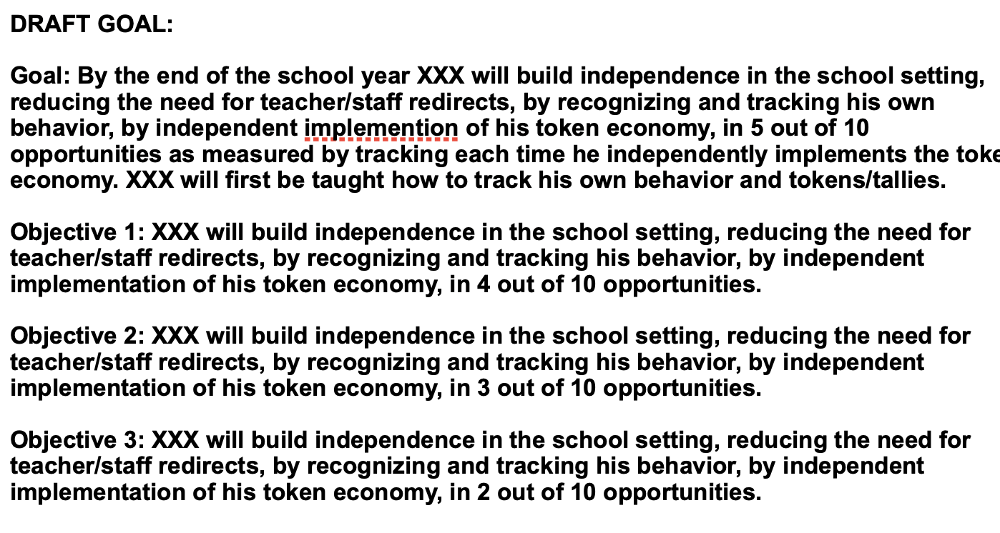 DRAFT GOAL:
Goal: By the end of the school year XXX will build independence in the school setting,
reducing the need for teacher/staff redirects, by recognizing and tracking his own
behavior, by independent implemention of his token economy, in 5 out of 10
opportunities as measured by tracking each time he independently implements the toke
economy. XXX will first be taught how to track his own behavior and tokens/tallies.
Objective 1: XXX will build independence in the school setting, reducing the need for
teacher/staff redirects, by recognizing and tracking his behavior, by independent
implementation of his token economy, in 4 out of 10 opportunities.
Objective 2: XXX will build independence in the school setting, reducing the need for
teacher/staff redirects, by recognizing and tracking his behavior, by independent
implementation of his token economy, in 3 out of 10 opportunities.
Objective 3: XXX will build independence in the school setting, reducing the need for
teacher/staff redirects, by recognizing and tracking his behavior, by independent
implementation of his token economy, in 2 out of 10 opportunities.